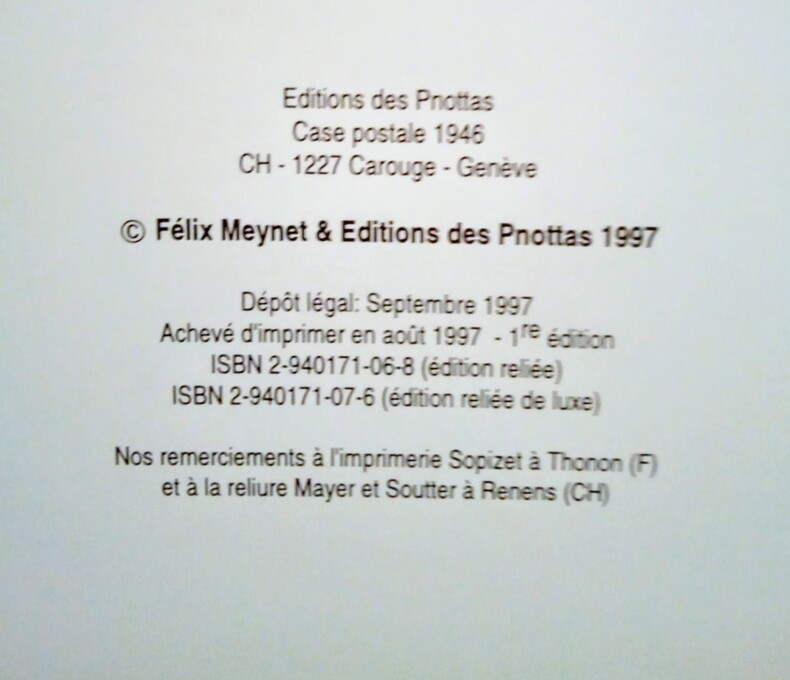 Editions des Pnottas
Case postale 1946
CH - 1227 Carouge - Genève
© Félix Meynet & Editions des Pnottas 1997
Dépôt légal: Septembre 1997
Achevé d'imprimer en août 1997 - 1re édition
ISBN 2-940171-06-8 (édition reliée)
ISBN 2-940171-07-6 (édition reliée de luxe)
Nos remerciements à l'imprimerie Sopizet à Thonon (F)
et à la reliure Mayer et Soutter à Renens (CH)